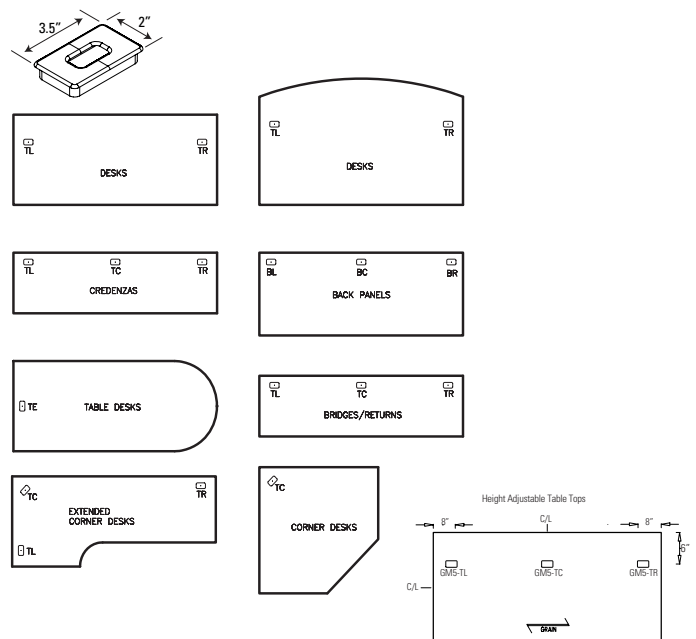 3.5" 2"
TL TR
DESKS
TL TR
DESKS
TL TC TR
CREDENZAS
BL BC BR
BACK PANELS
TE TABLE DESKS
TL TC TR
BRIDGES/RETURNS
TC TR
EXTENDED
CORNER DESKS
TL
TC
CORNER DESKS
Height Adjustable Table Tops
8" C/L 8"
6"
GM5-TL GM5-TC GM5-TR
C/L
GRAIN